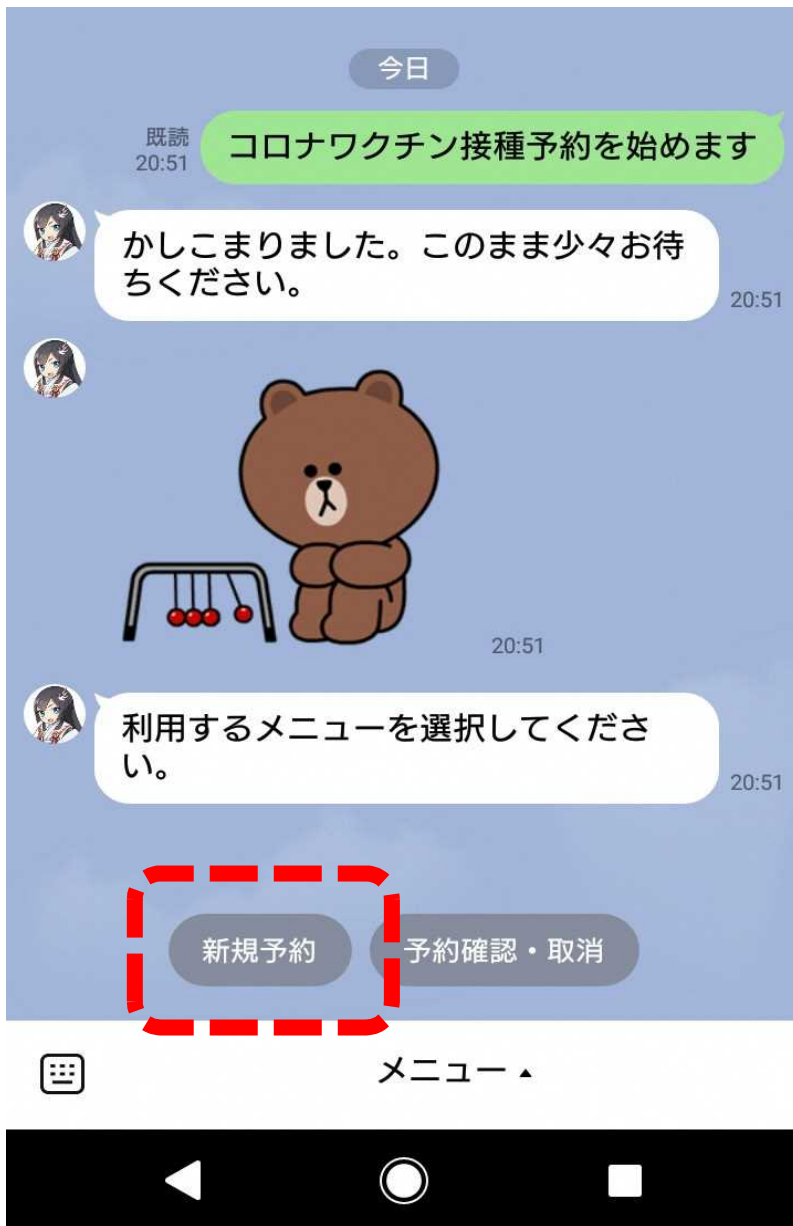 今日
既読
20:51
コロナワクチン接種予約を始めます
かしこまりました。このまま少々お待
ちください。
20:51
20:51
利用するメニューを選択してくださ
い。
20:51
新規予約
予約確認・取消
メニュー